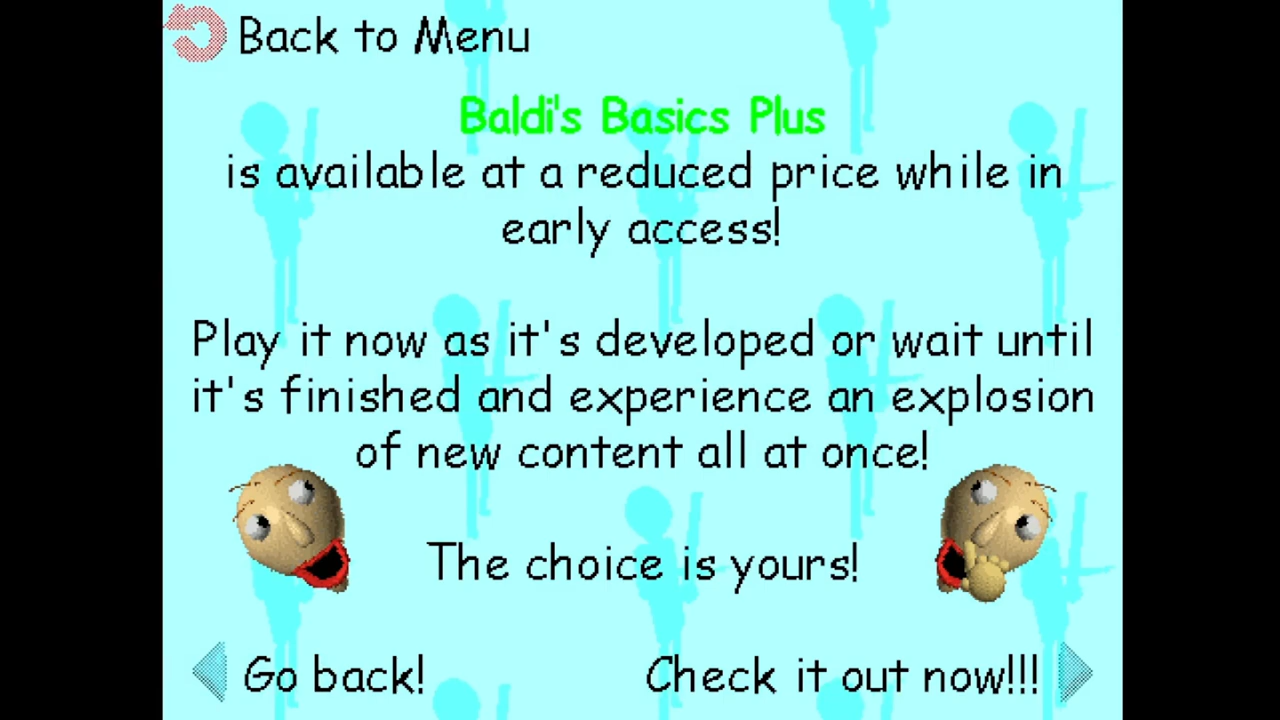 Back to Menu
Baldi's Basics Plus
is available at a reduced price while in
early access!
Play it now as it's developed or wait until
it's finished and experience an explosion
of new content all at once!
The choice is yours!
Go back!
Check it out now!!!